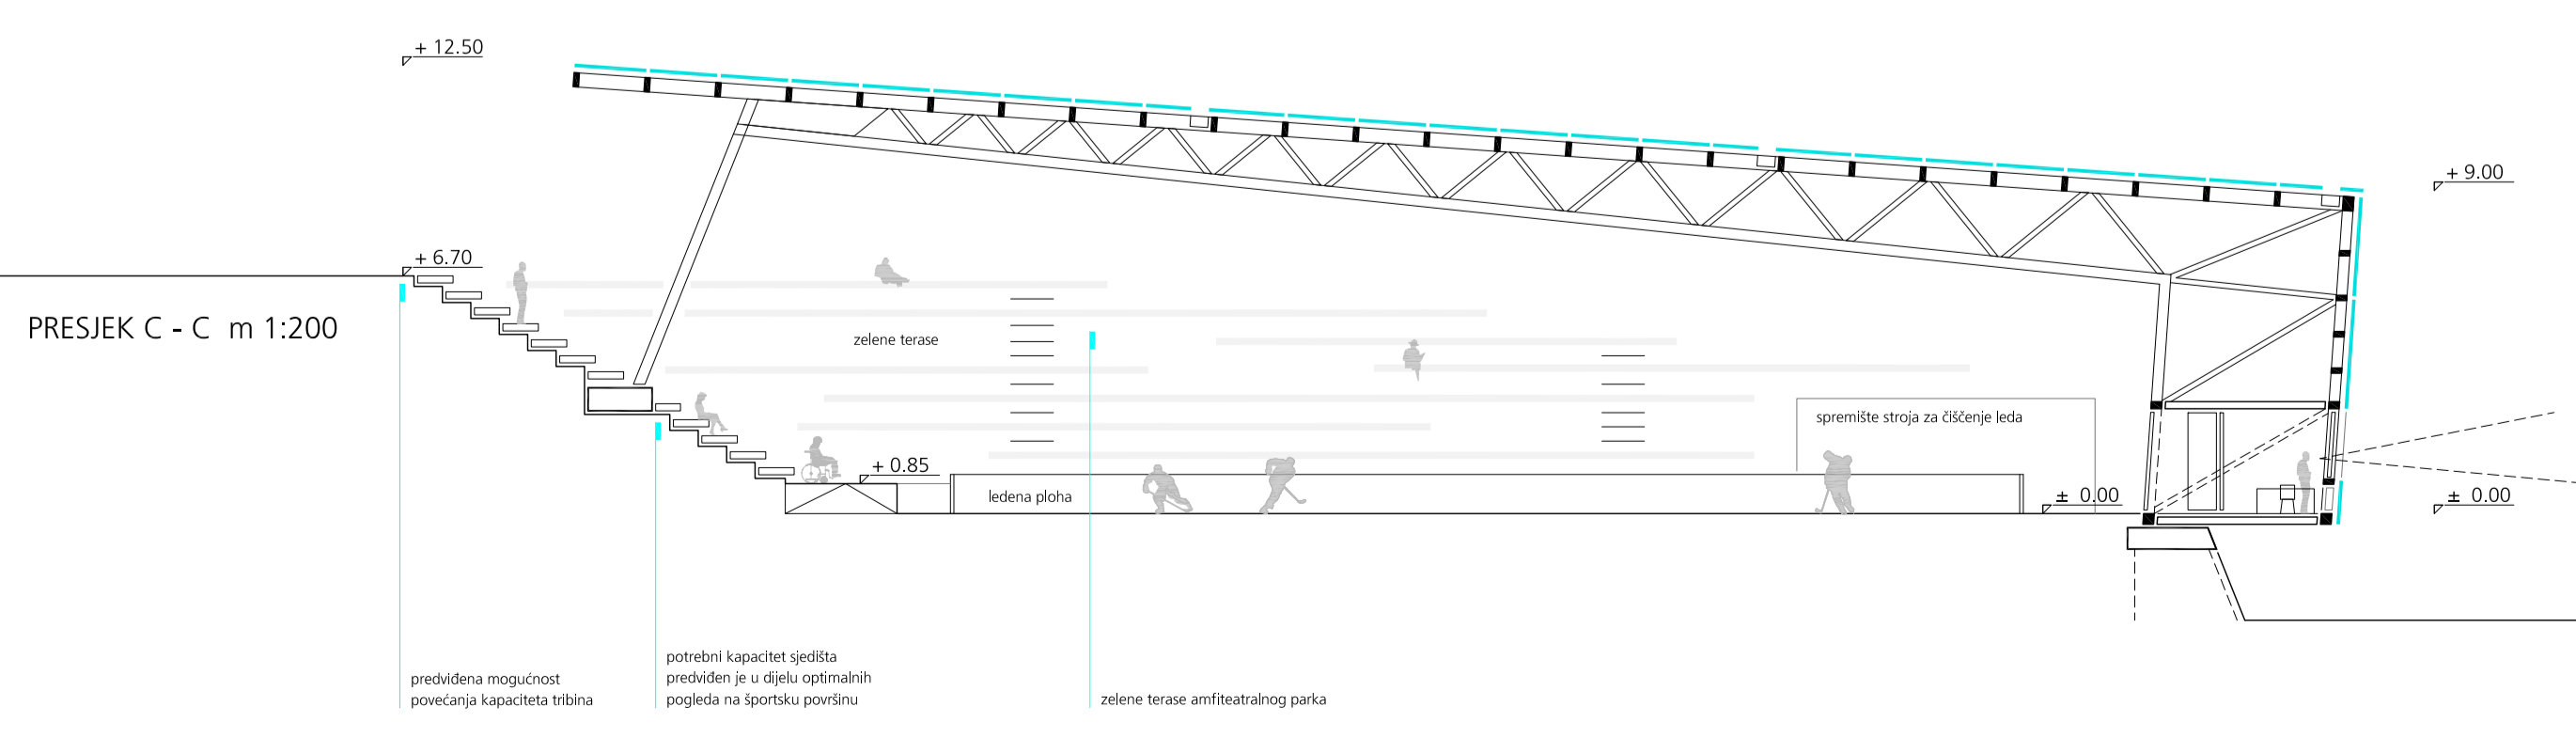 + 12.50
+ 9.00
+ 6.70
PRESJEK C - C  m 1:200
zelene terase
spremište stroja za čišćenje leda
+ 0.85
ledena ploha
± 0.00
± 0.00
predviđena mogućnost
povećanja kapaciteta tribina
potrebni kapacitet sjedišta
predviđen je u dijelu optimalnih
pogleda na športsku površinu
zelene terase amfiteatralnog parka